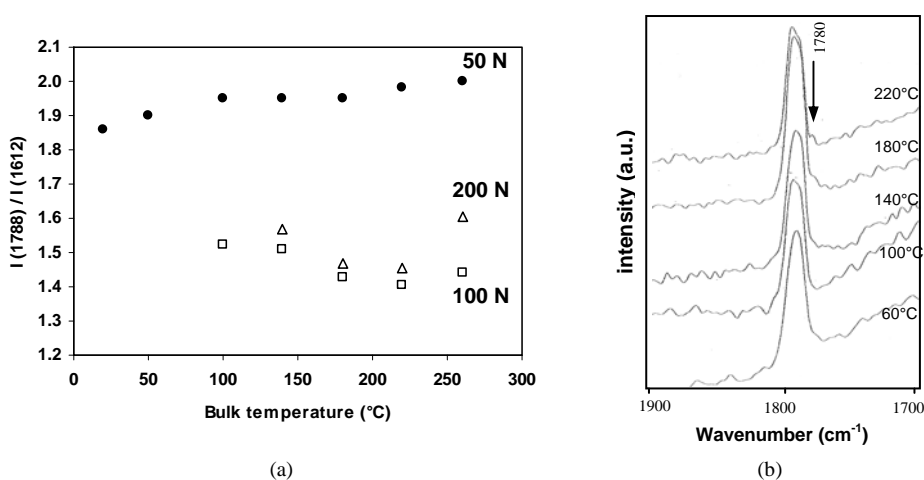 I (1788) / I (1612)
2.1
2.0
1.9
1.8
1.7
1.6
1.5
1.4
1.3
1.2
50 N
200 N
100 N
0 50 100 150 200 250 300
Bulk temperature (°C)
(a)
intensity (a.u.)
1780
220°C
180°C
140°C
100°C
60°C
1900 1800 1700
Wavenumber (cm⁻¹)
(b)